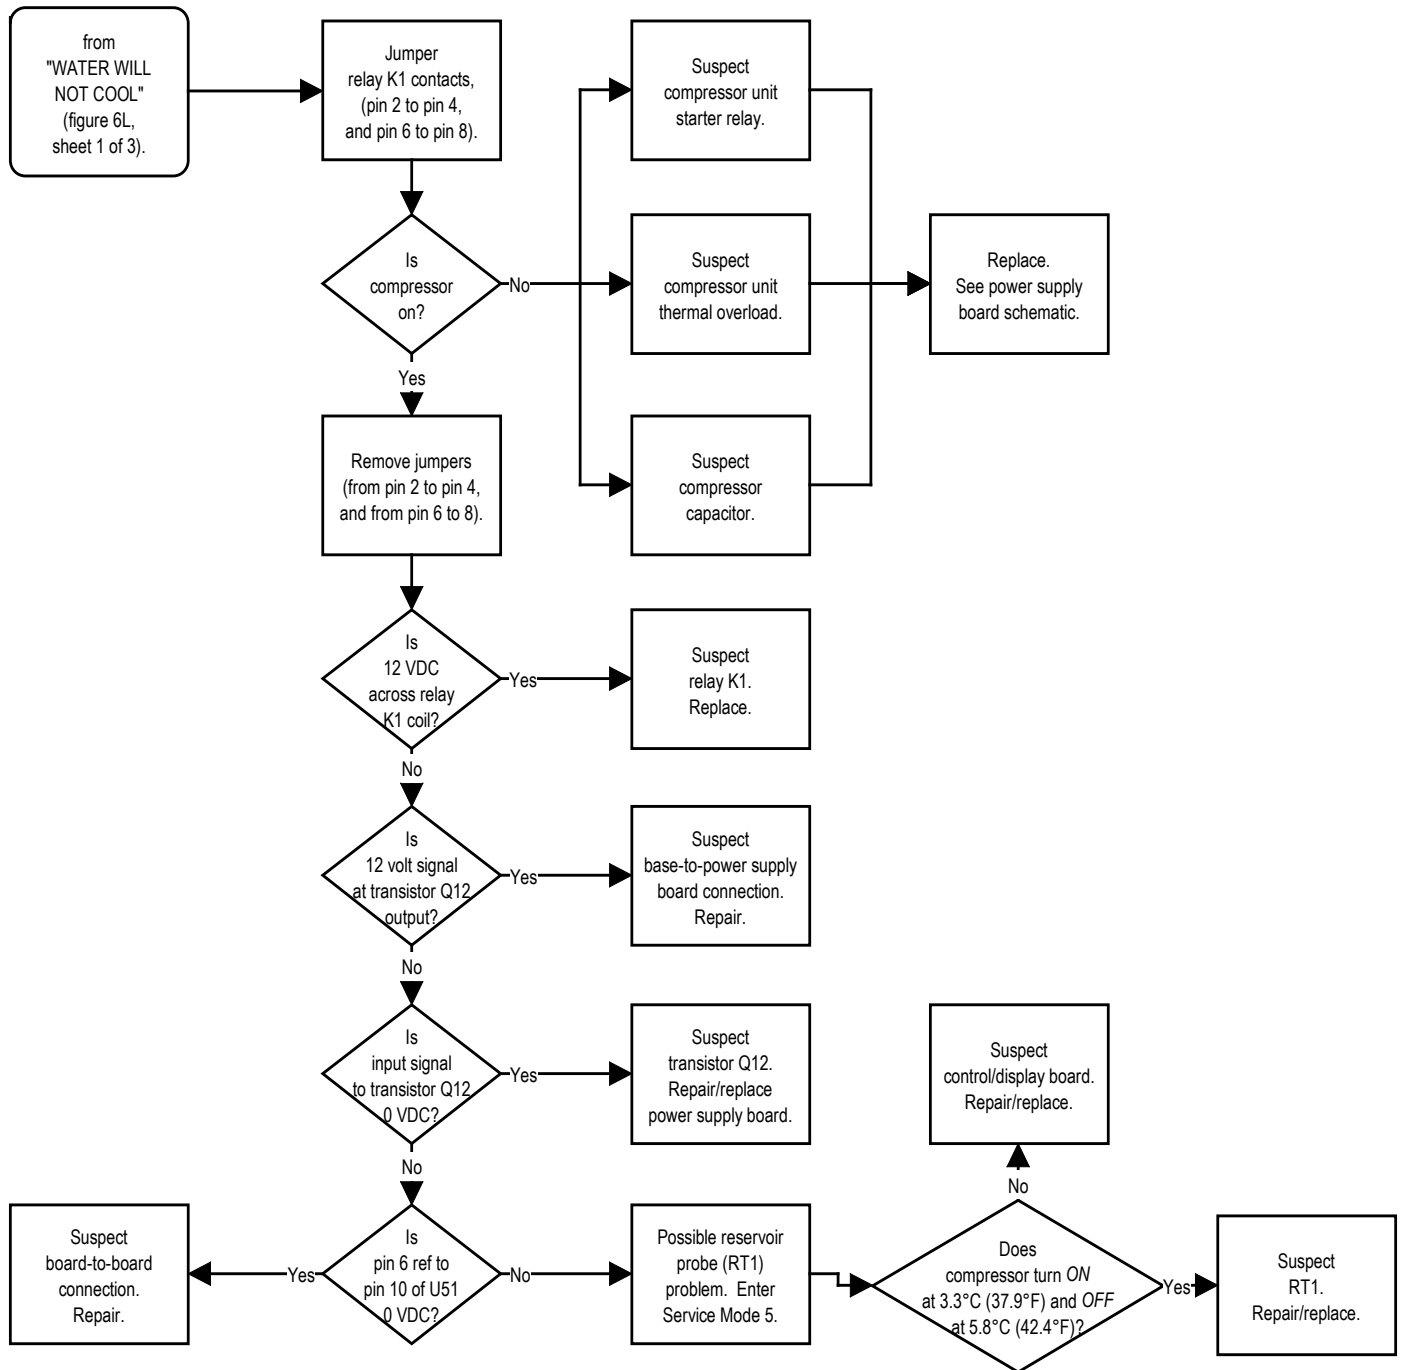 from
"WATER WILL
NOT COOL"
(figure 6L,
sheet 1 of 3).
Jumper
relay K1 contacts,
(pin 2 to pin 4,
and pin 6 to pin 8).
Suspect
compressor unit
starter relay.
Is
compressor
on?
No
Suspect
compressor unit
thermal overload.
Replace.
See power supply
board schematic.
Yes
Remove jumpers
(from pin 2 to pin 4,
and from pin 6 to 8).
Suspect
compressor
capacitor.
Is
12 VDC
across relay
K1 coil?
Yes
Suspect
relay K1.
Replace.
No
Is
12 volt signal
at transistor Q12
output?
Yes
Suspect
base-to-power supply
board connection.
Repair.
No
Is
input signal
to transistor Q12
0 VDC?
Yes
Suspect
transistor Q12.
Repair/replace
power supply board.
Suspect
control/display board.
Repair/replace.
No
No
Suspect
board-to-board
connection.
Repair.
Yes
Is
pin 6 ref to
pin 10 of U51
0 VDC?
No
Possible reservoir
probe (RT1)
problem. Enter
Service Mode 5.
Does
compressor turn ON
at 3.3°C (37.9°F) and OFF
at 5.8°C (42.4°F)?
Yes
Suspect
RT1.
Repair/replace.